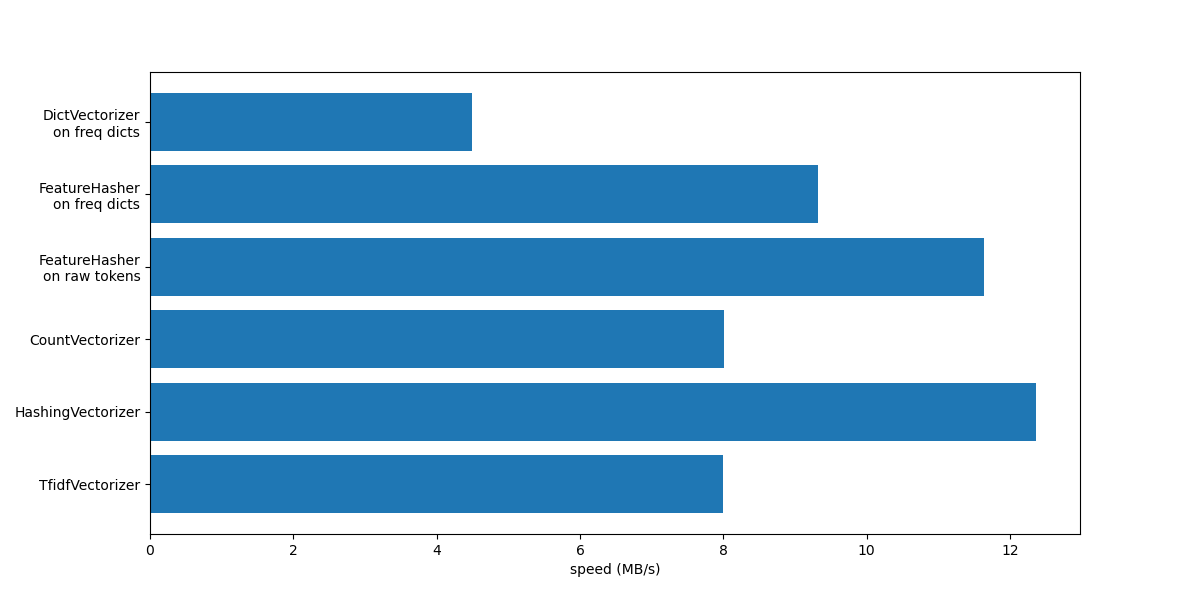 DictVectorizer
on freq dicts
FeatureHasher
on freq dicts
FeatureHasher
on raw tokens
CountVectorizer
HashingVectorizer
TfidfVectorizer
0 2 4 6 8 10 12
speed (MB/s)